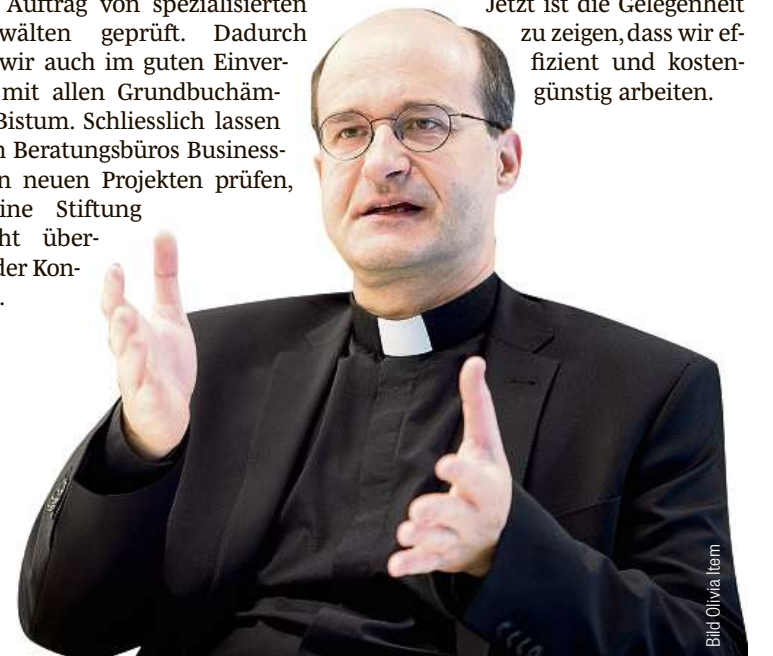 Auftrag von spezialisierten
wälten geprüft. Dadurch
wir auch im guten Einver-
mit allen Grundbuchäm-
Bistum. Schliesslich lassen
n Beratungsbüros Business-
n neuen Projekten prüfen,
ine Stiftung
ht über-
der Kon-
.
Jetzt ist die Gelegenheit
zu zeigen, dass wir ef-
fizient und kosten-
günstig arbeiten.
Bild Olivia Item